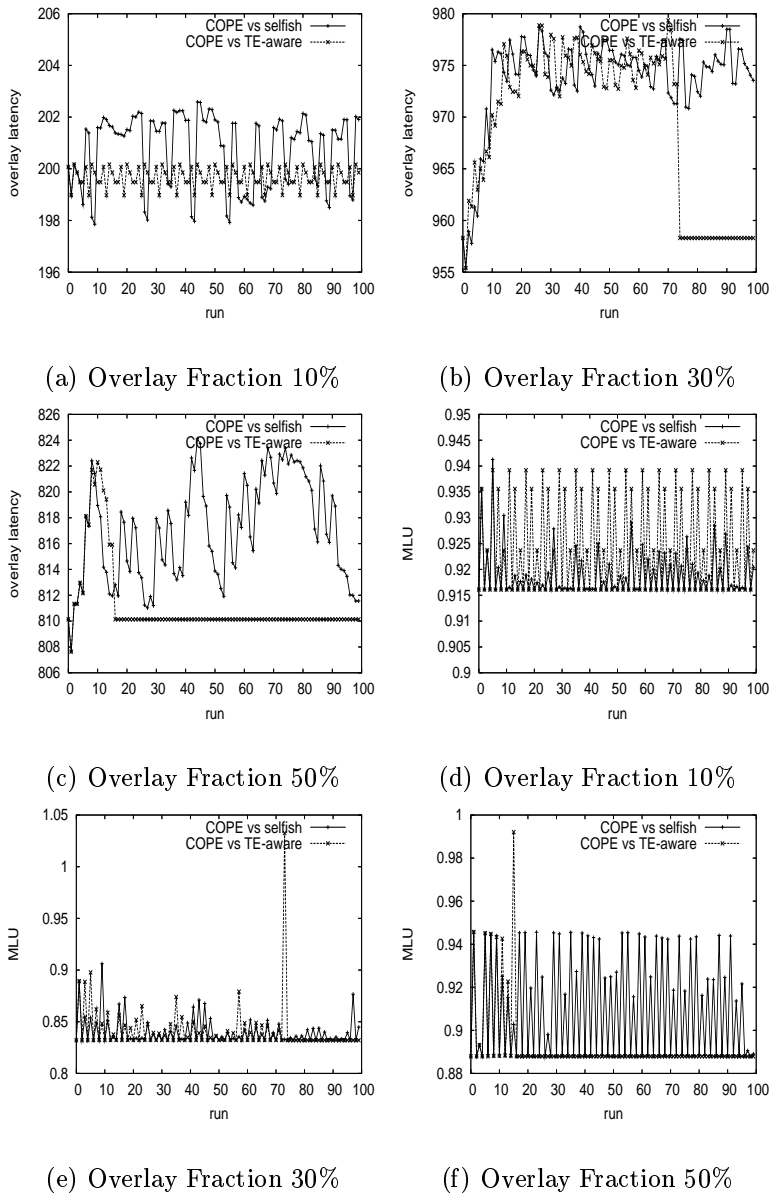 COPE vs selfish
COPE vs TE-aware
overlay latency
206
204
202
200
198
196
0 10 20 30 40 50 60 70 80 90 100
run
(a) Overlay Fraction 10%
COPE vs selfish
COPE vs TE-aware
overlay latency
980
975
970
965
960
955
0 10 20 30 40 50 60 70 80 90 100
run
(b) Overlay Fraction 30%
COPE vs selfish
COPE vs TE-aware
overlay latency
826
824
822
820
818
816
814
812
810
808
806
0 10 20 30 40 50 60 70 80 90 100
run
(c) Overlay Fraction 50%
COPE vs selfish
COPE vs TE-aware
MLU
0.95
0.945
0.94
0.935
0.93
0.925
0.92
0.915
0.91
0.905
0.9
0 10 20 30 40 50 60 70 80 90 100
run
(d) Overlay Fraction 10%
COPE vs selfish
COPE vs TE-aware
MLU
1.05
1
0.95
0.9
0.85
0.8
0 10 20 30 40 50 60 70 80 90 100
run
(e) Overlay Fraction 30%
COPE vs selfish
COPE vs TE-aware
MLU
1
0.98
0.96
0.94
0.92
0.9
0.88
0 10 20 30 40 50 60 70 80 90 100
run
(f) Overlay Fraction 50%